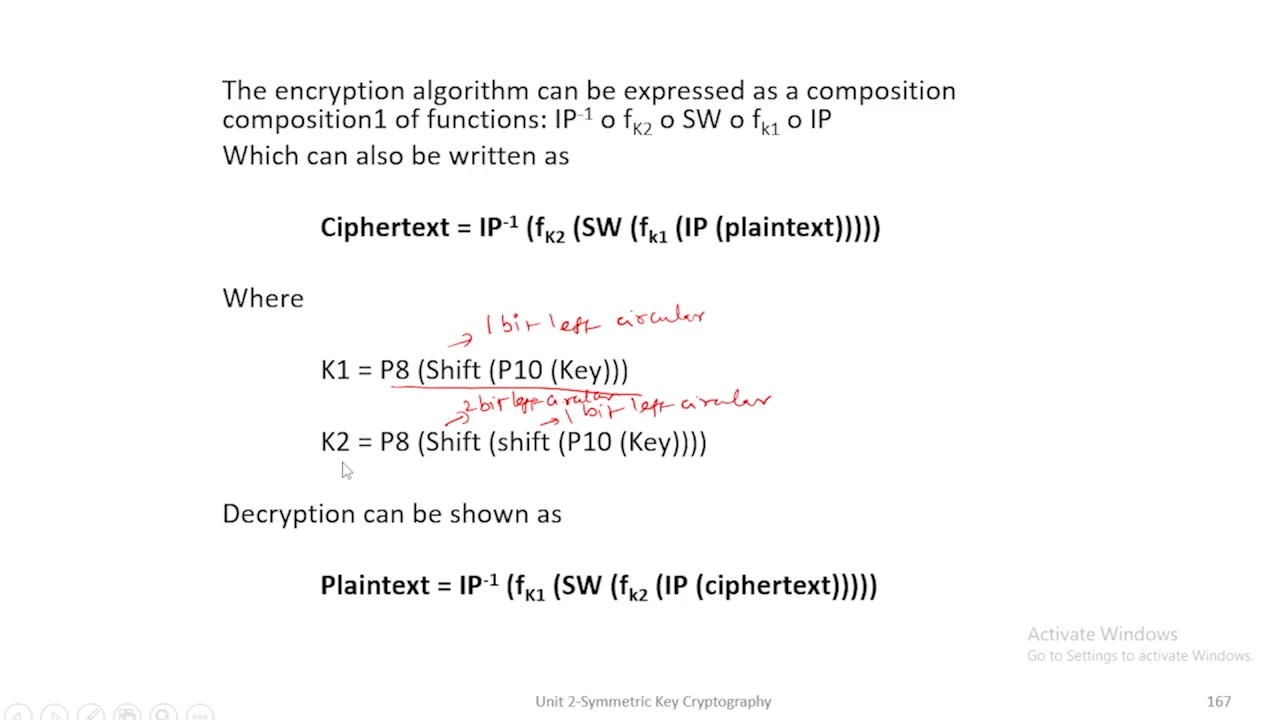 The encryption algorithm can be expressed as a composition
composition1 of functions: IP⁻¹ o fK2 o SW o fk1 o IP
Which can also be written as
Ciphertext = IP⁻¹ (fK2 (SW (fk1 (IP (plaintext)))))
Where
→ 1 bit left circular
K1 = P8 (Shift (P10 (Key)))
→ 2 bit left circular
→ 1 bit left circular
K2 = P8 (Shift (shift (P10 (Key))))
Decryption can be shown as
Plaintext = IP⁻¹ (fK1 (SW (fk2 (IP (ciphertext)))))
Activate Windows
Go to Settings to activate Windows.
Unit 2-Symmetric Key Cryptography
167